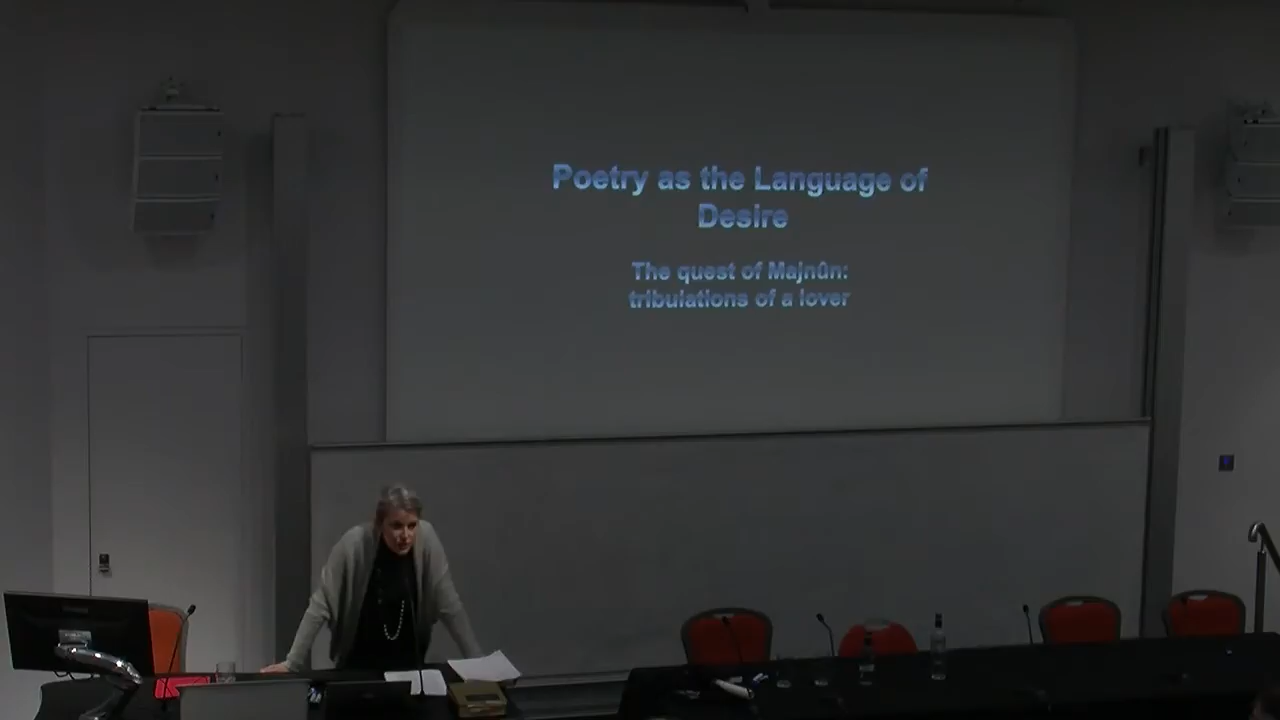 Poetry as the Language of
Desire
The quest of Majnûn:
tribulations of a lover